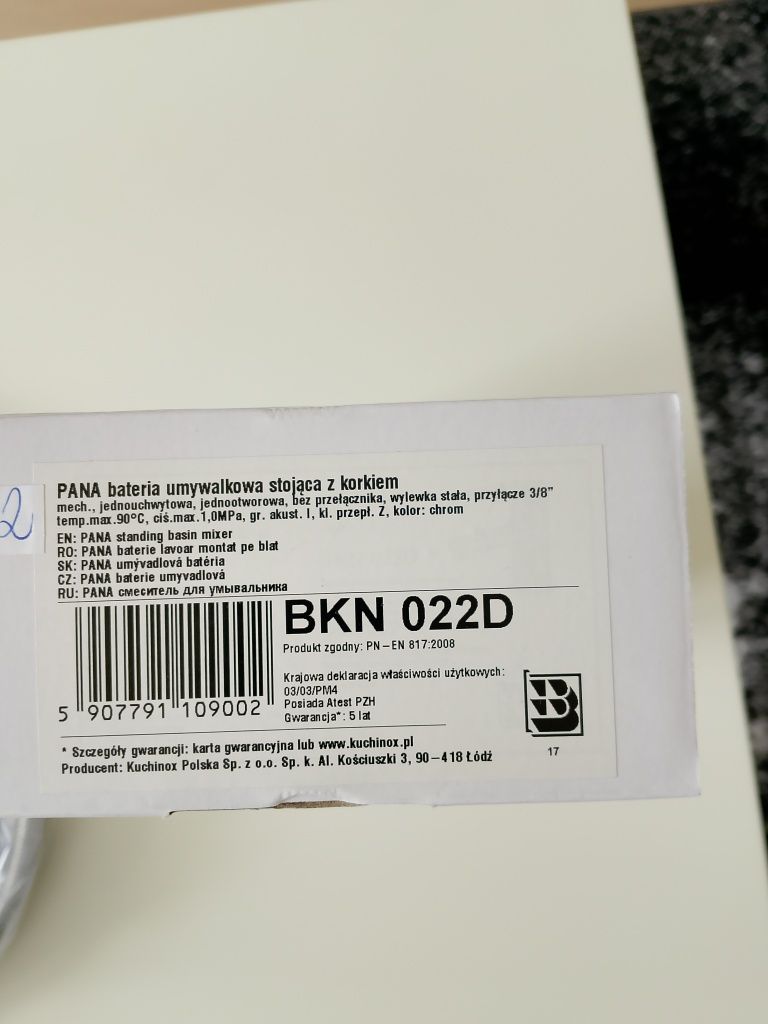 2
PANA bateria umywalkowa stojąca z korkiem
mech., jednouchwytowa, jednootworowa, bez przełącznika, wylewka stała, przyłącze 3/8"
temp.max.90°C, ciś.max.1,0MPa, gr. akust. I, kl. przepł. Z, kolor: chrom
EN: PANA standing basin mixer
RO: PANA baterie lavoar montat pe blat
SK: PANA umývadlová batéria
CZ: PANA baterie umyvadlová
RU: PANA смеситель для умывальника
BKN 022D
Produkt zgodny: PN-EN 817:2008
Krajowa deklaracja właściwości użytkowych:
03/03/PM4
Posiada Atest PZH
Gwarancja*: 5 lat
5 907791 109002
17
* Szczegóły gwarancji: karta gwarancyjna lub www.kuchinox.pl
Producent: Kuchinox Polska Sp. z o.o. Sp. k. Al. Kościuszki 3, 90-418 Łódź